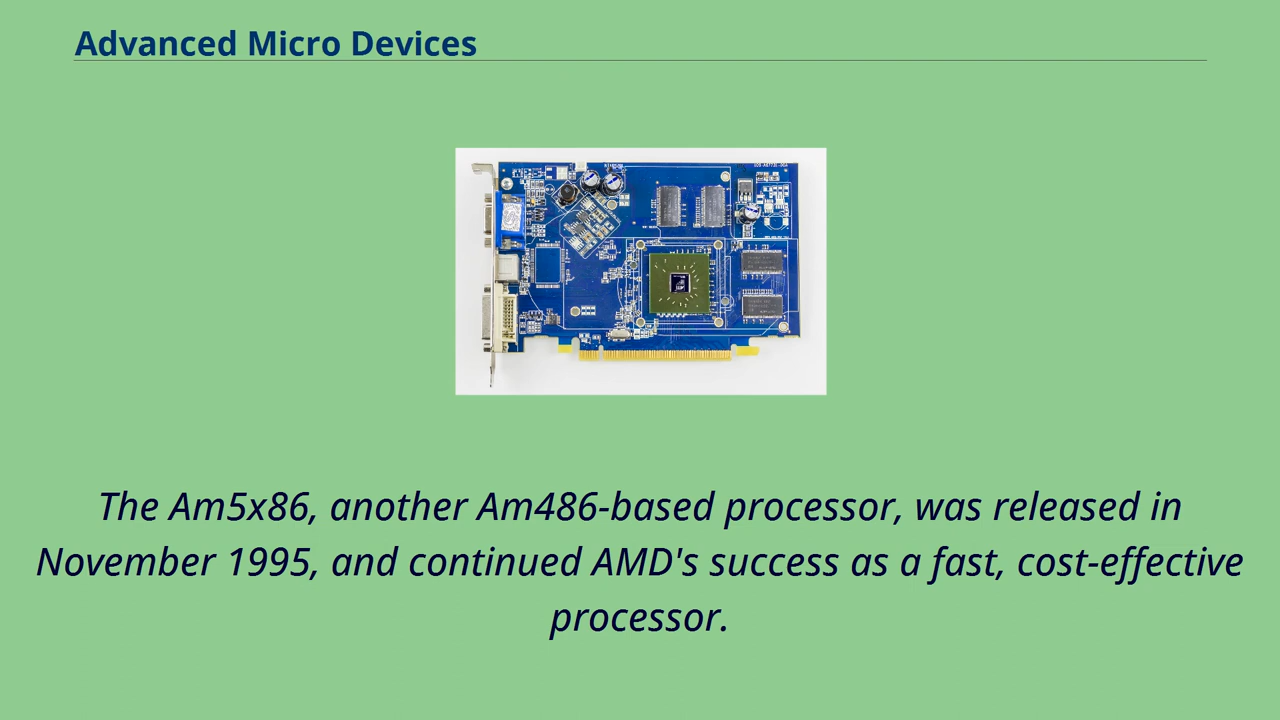 Advanced Micro Devices
The Am5x86, another Am486-based processor, was released in
November 1995, and continued AMD's success as a fast, cost-effective
processor.